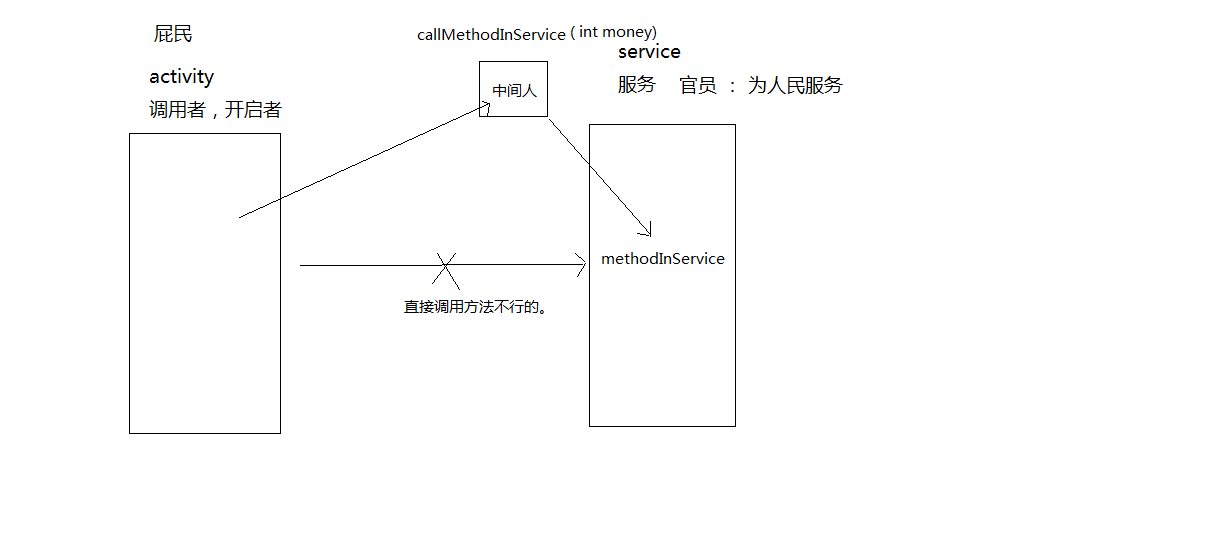 屁民
activity
调用者，开启者
callMethodInService ( int money)
中间人
service
服务 官员 ： 为人民服务
methodInService
直接调用方法不行的。